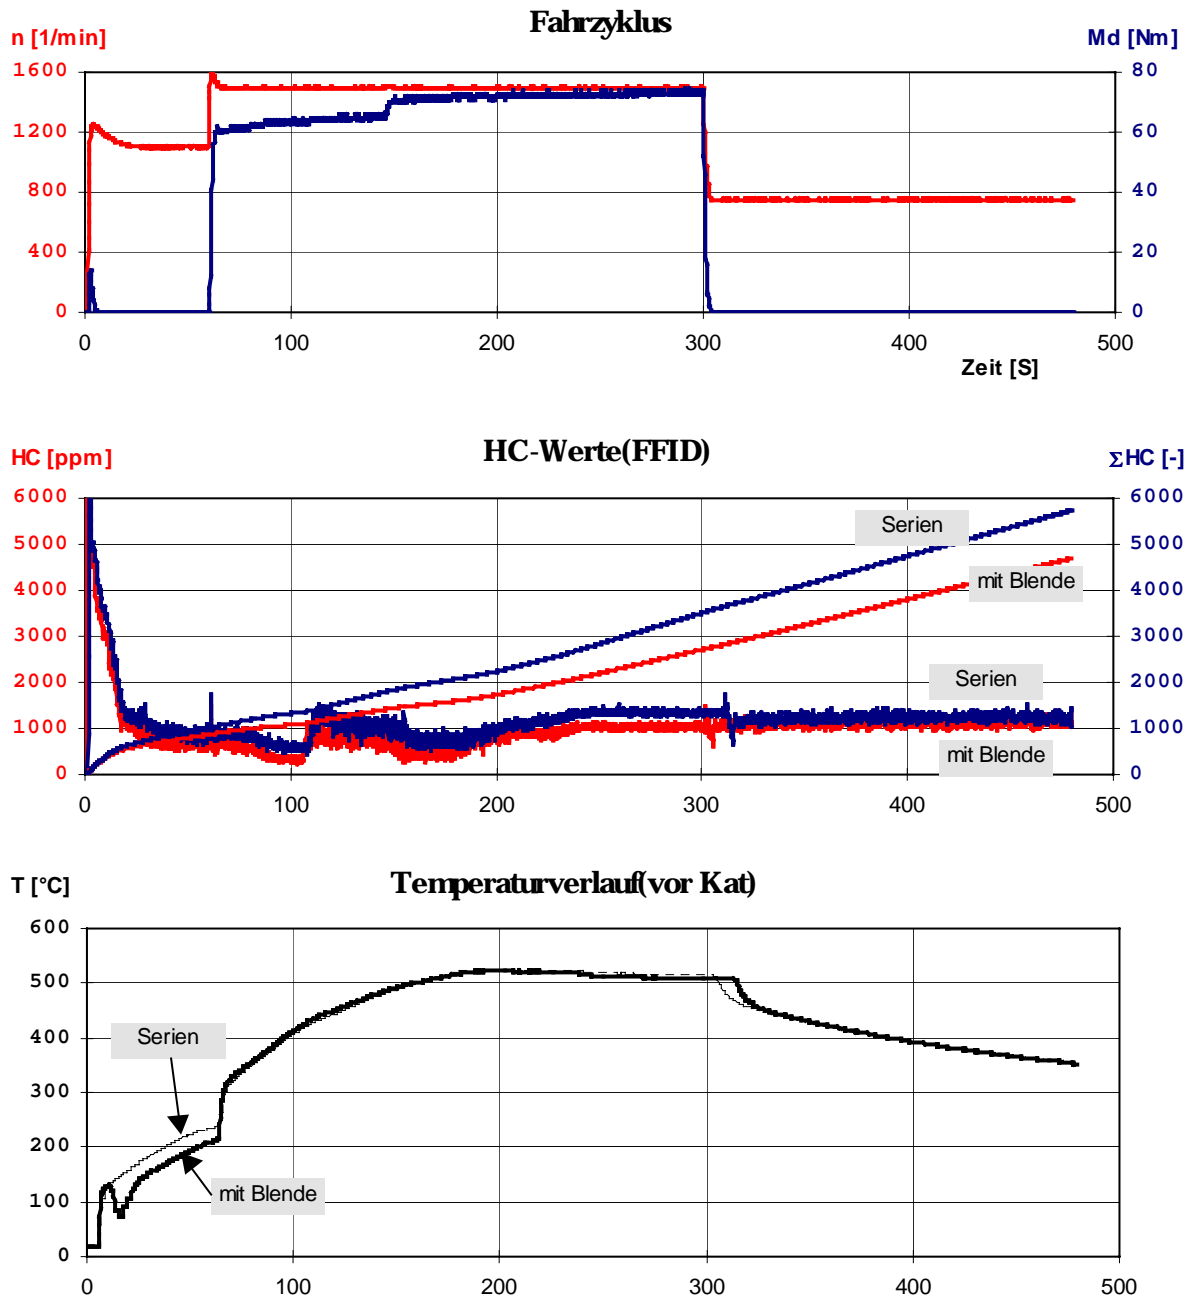 Fahrzyklus
n [1/min] Md [Nm]
1600 80
1200 60
800 40
400 20
0 0
0 100 200 300 400 500
Zeit [S]
HC-Werte(FFID)
HC [ppm] ΣHC [-]
6000 6000
Serien
5000 5000
mit Blende
4000 4000
3000 3000
Serien
2000 2000
1000 1000
mit Blende
0 0
0 100 200 300 400 500
T [°C] Temperaturverlauf(vor Kat)
600
500
400
Serien
300
200
mit Blende
100
0
0 100 200 300 400 500